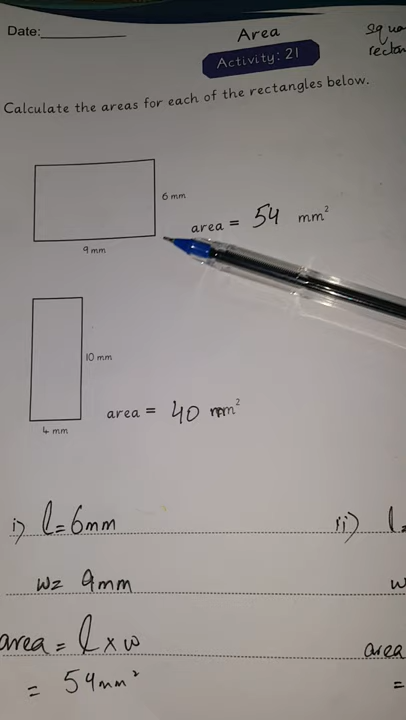 Date:
Area
Activity: 21
Calculate the areas for each of the rectangles below.
6 mm
area = 54 mm²
9 mm
10 mm
area = 40 mm²
4 mm
i) l = 6mm
ii) l=
w= 9mm
w
area = l × w
area
= 54mm²
=